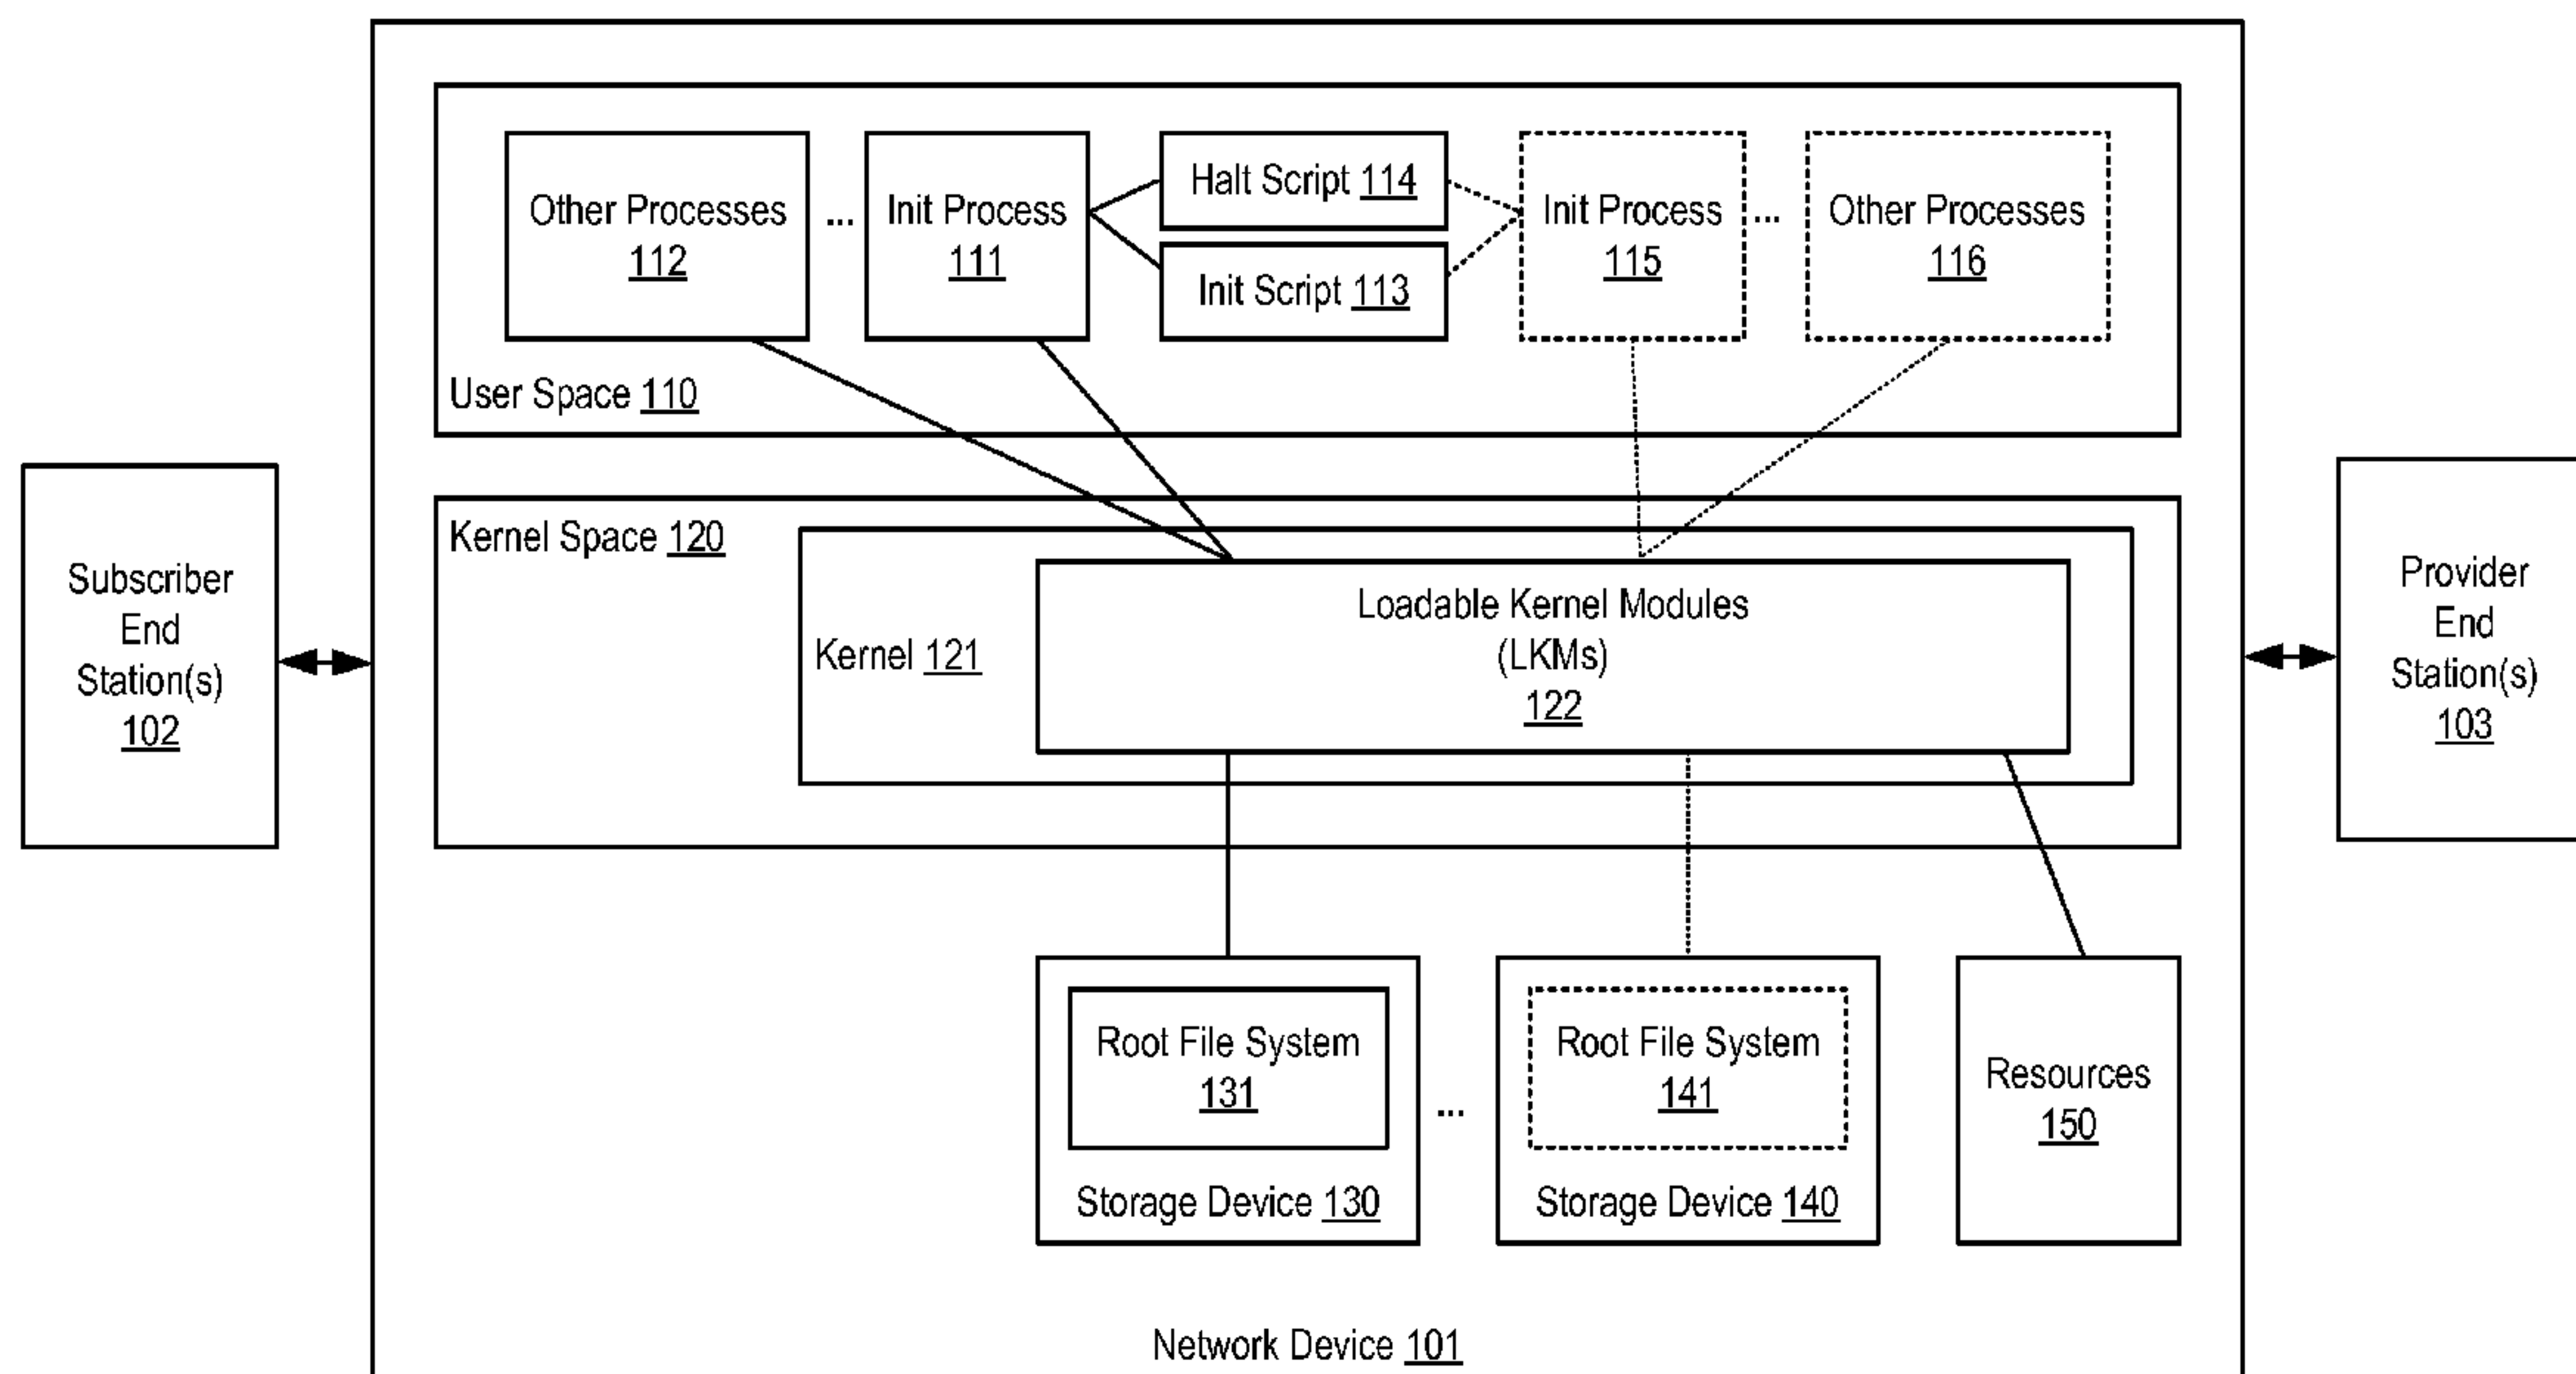 Other Processes
112
...
Init Process
111
Halt Script 114
Init Script 113
Init Process
115
...
Other Processes
116
User Space 110
Kernel Space 120
Kernel 121
Loadable Kernel Modules
(LKMs)
122
Subscriber
End
Station(s)
102
Provider
End
Station(s)
103
Root File System
131
Storage Device 130
...
Root File System
141
Storage Device 140
Resources
150
Network Device 101